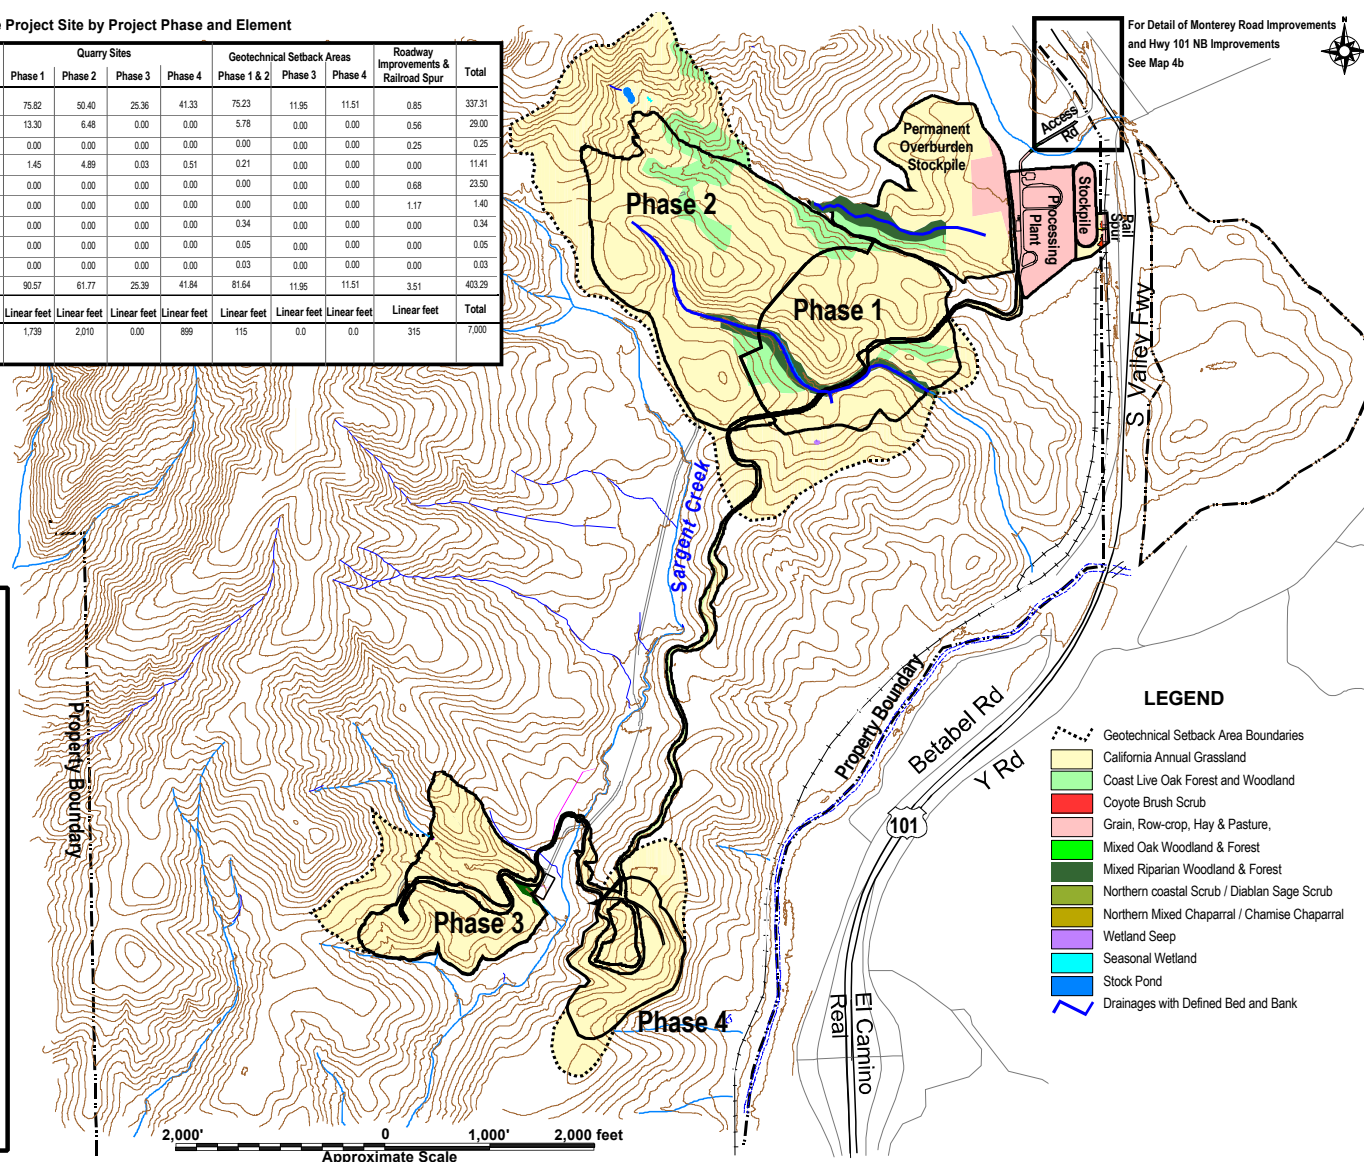 Project Site by Project Phase and Element
Quarry Sites Geotechnical Setback Areas Roadway Improvements & Railroad Spur Total
Phase 1 Phase 2 Phase 3 Phase 4 Phase 1 & 2 Phase 3 Phase 4
75.82 50.40 25.36 41.33 75.23 11.95 11.51 0.85 337.31
13.30 6.48 0.00 0.00 5.78 0.00 0.00 0.56 29.00
0.00 0.00 0.00 0.00 0.00 0.00 0.00 0.25 0.25
1.45 4.89 0.03 0.51 0.21 0.00 0.00 0.00 11.41
0.00 0.00 0.00 0.00 0.00 0.00 0.00 0.68 23.50
0.00 0.00 0.00 0.00 0.00 0.00 0.00 1.17 1.40
0.00 0.00 0.00 0.00 0.34 0.00 0.00 0.00 0.34
0.00 0.00 0.00 0.00 0.05 0.00 0.00 0.00 0.05
0.00 0.00 0.00 0.00 0.03 0.00 0.00 0.00 0.03
90.57 61.77 25.39 41.84 81.64 11.95 11.51 3.51 403.29
Linear feet Linear feet Linear feet Linear feet Linear feet Linear feet Linear feet Linear feet Total
1,739 2,010 0.00 899 115 0.0 0.0 315 7,000
For Detail of Monterey Road Improvements
and Hwy 101 NB Improvements
See Map 4b
N
Access
Rd
Permanent
Overburden
Stockpile
Stockpile
Processing
Plant
Rail
Spur
Phase 2
Phase 1
S. Valley Fwy
Sargent Creek
Property Boundary
Property Boundary
Betabel Rd
Y Rd
101
Phase 3
Phase 4
El Camino
Real
LEGEND
Geotechnical Setback Area Boundaries
California Annual Grassland
Coast Live Oak Forest and Woodland
Coyote Brush Scrub
Grain, Row-crop, Hay & Pasture,
Mixed Oak Woodland & Forest
Mixed Riparian Woodland & Forest
Northern coastal Scrub / Diablan Sage Scrub
Northern Mixed Chaparral / Chamise Chaparral
Wetland Seep
Seasonal Wetland
Stock Pond
Drainages with Defined Bed and Bank
2,000' 0 1,000' 2,000 feet
Approximate Scale